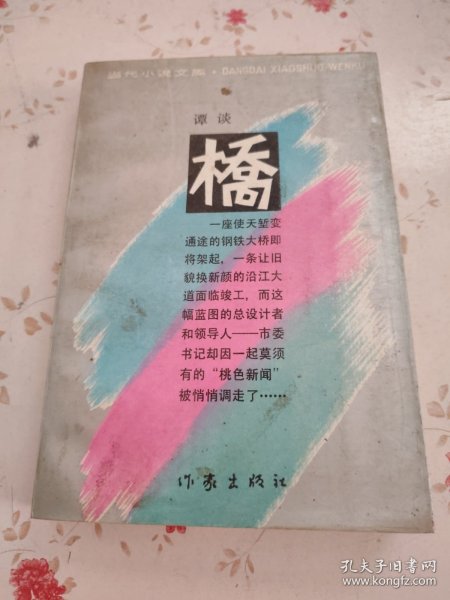 当代小说文库·DANGDAI XIAOSHUO WENKU
谭谈
橋
一座使天堑变
通途的钢铁大桥即
将架起，一条让旧
貌换新颜的沿江大
道面临竣工，而这
幅蓝图的总设计者
和领导人——市委
书记却因一起莫须
有的“桃色新闻”
被悄悄调走了……
作家出版社
孔夫子旧书网
www.kongfz.com